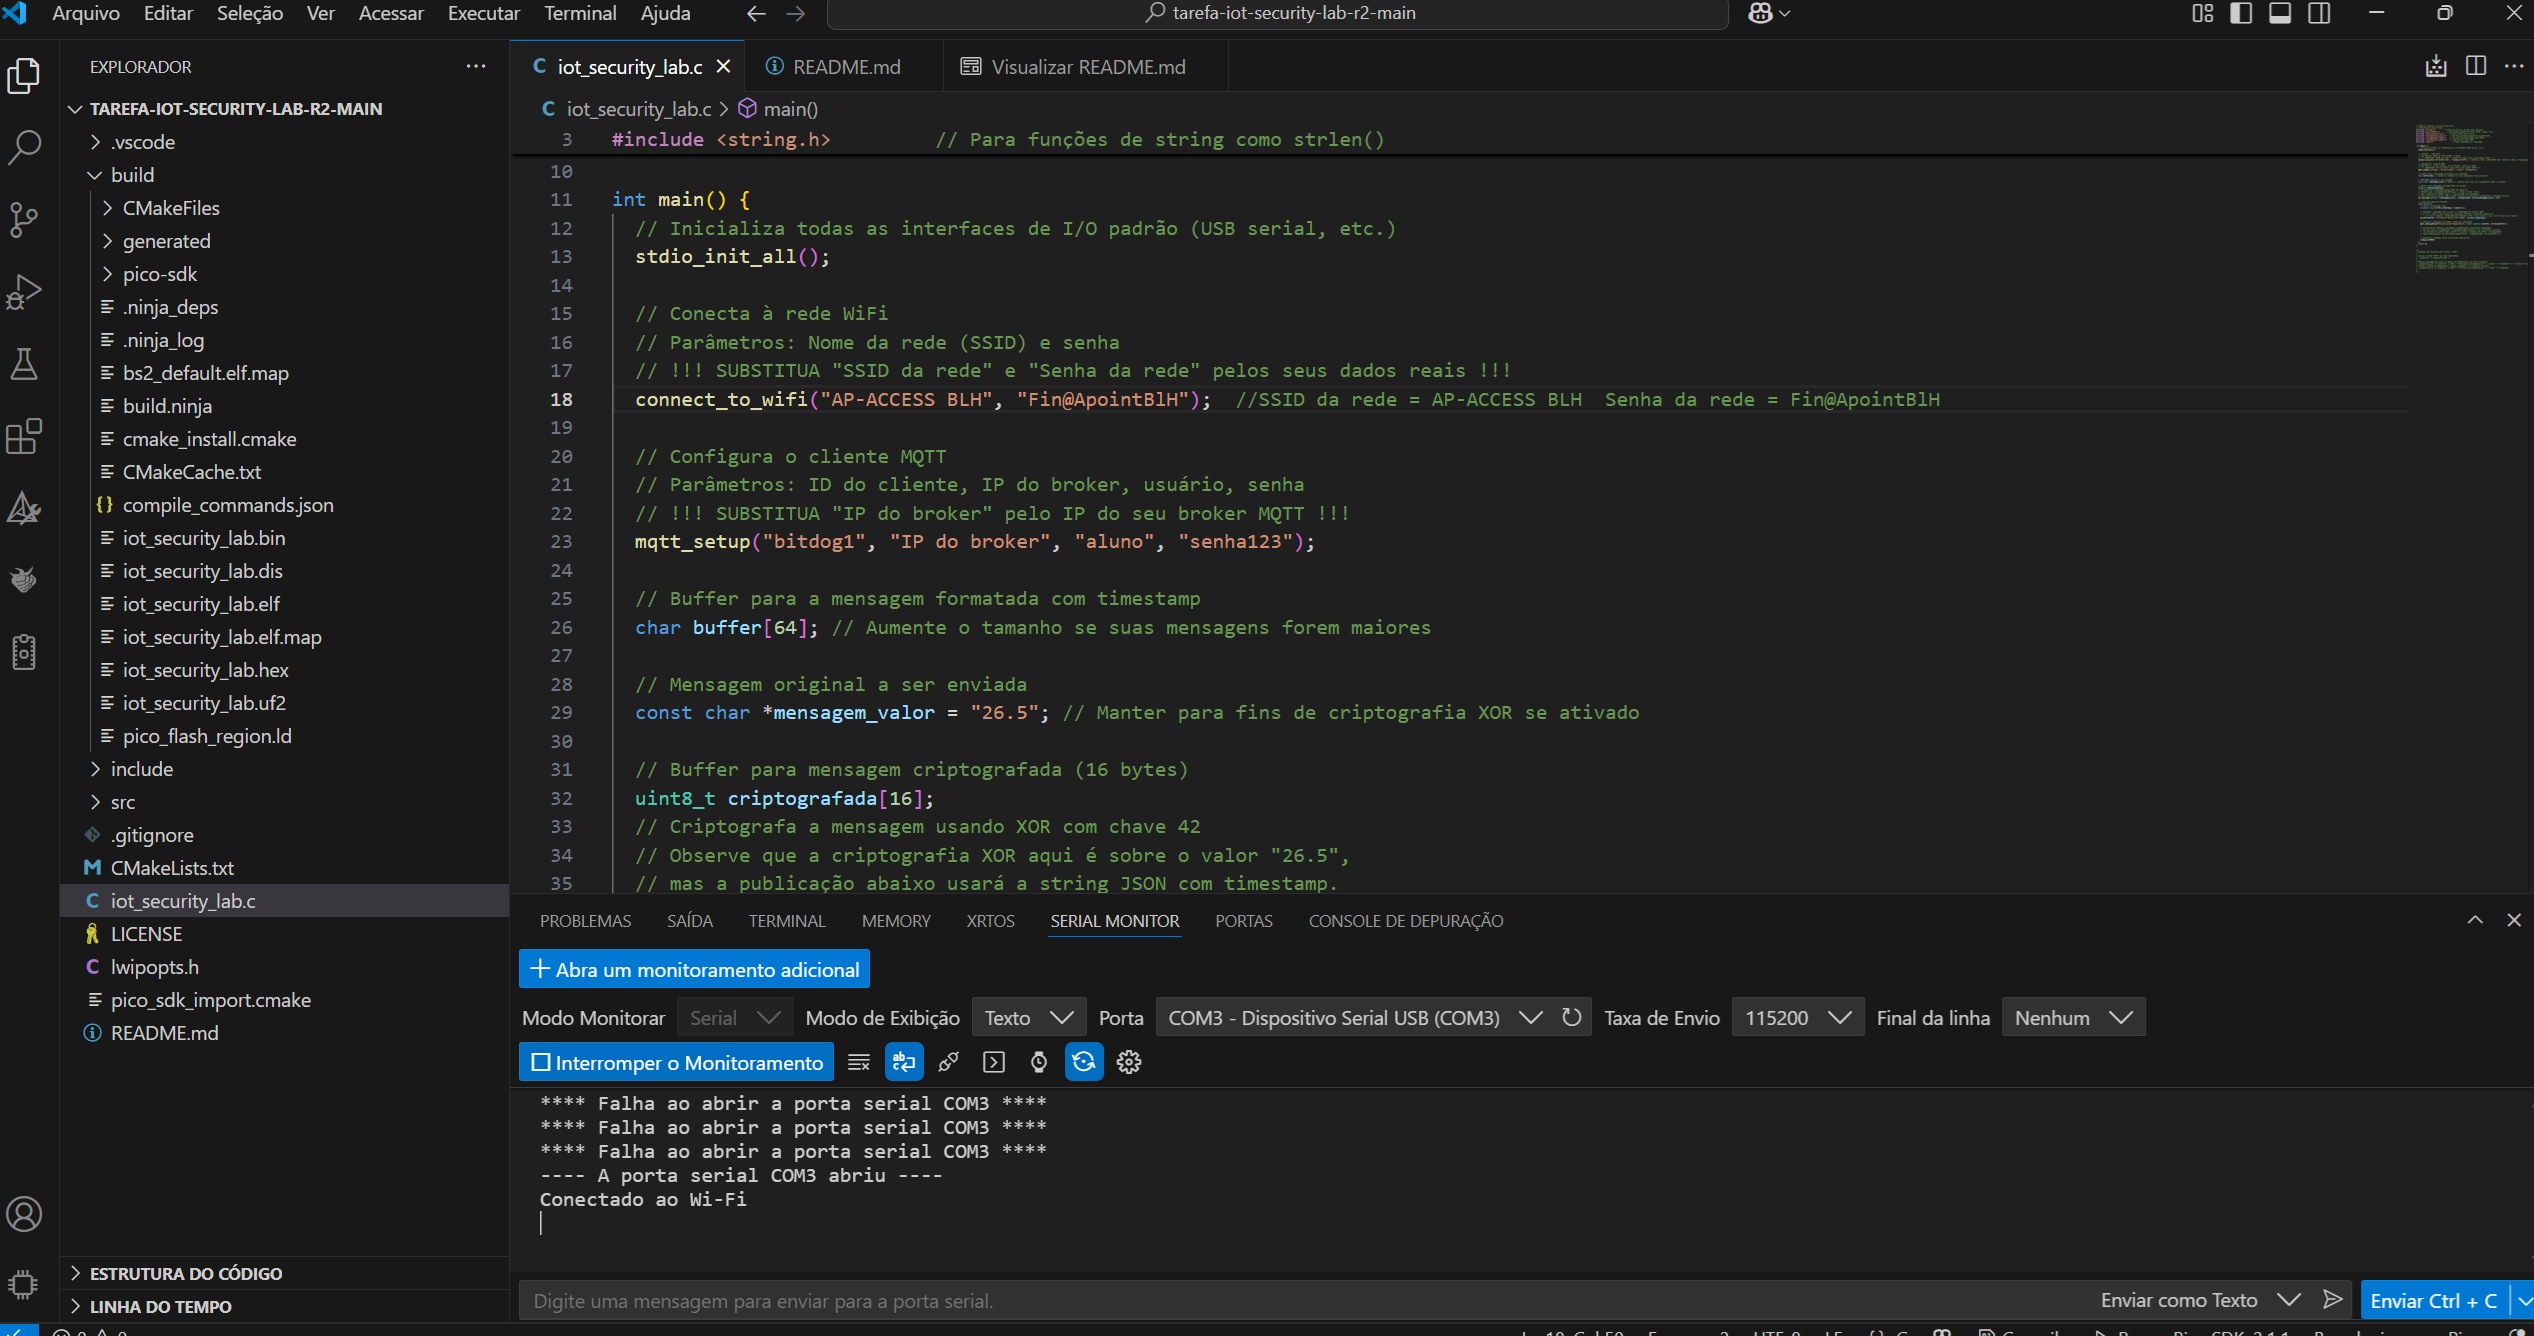 Arquivo Editar Seleção Ver Acessar Executar Terminal Ajuda
tarefa-iot-security-lab-r2-main
EXPLORADOR
TAREFA-IOT-SECURITY-LAB-R2-MAIN
.vscode
build
CMakeFiles
generated
pico-sdk
.ninja_deps
.ninja_log
bs2_default.elf.map
build.ninja
cmake_install.cmake
CMakeCache.txt
{} compile_commands.json
iot_security_lab.bin
iot_security_lab.dis
iot_security_lab.elf
iot_security_lab.elf.map
iot_security_lab.hex
iot_security_lab.uf2
pico_flash_region.ld
include
src
.gitignore
M CMakeLists.txt
C iot_security_lab.c
LICENSE
C lwipopts.h
pico_sdk_import.cmake
README.md
ESTRUTURA DO CÓDIGO
LINHA DO TEMPO
C iot_security_lab.c README.md Visualizar README.md
C iot_security_lab.c > main()
3 #include <string.h> // Para funções de string como strlen()
10
11 int main() {
12 // Inicializa todas as interfaces de I/O padrão (USB serial, etc.)
13 stdio_init_all();
14
15 // Conecta à rede WiFi
16 // Parâmetros: Nome da rede (SSID) e senha
17 // !!! SUBSTITUA "SSID da rede" e "Senha da rede" pelos seus dados reais !!!
18 connect_to_wifi("AP-ACCESS BLH", "Fin@ApointBlH"); //SSID da rede = AP-ACCESS BLH Senha da rede = Fin@ApointBlH
19
20 // Configura o cliente MQTT
21 // Parâmetros: ID do cliente, IP do broker, usuário, senha
22 // !!! SUBSTITUA "IP do broker" pelo IP do seu broker MQTT !!!
23 mqtt_setup("bitdog1", "IP do broker", "aluno", "senha123");
24
25 // Buffer para a mensagem formatada com timestamp
26 char buffer[64]; // Aumente o tamanho se suas mensagens forem maiores
27
28 // Mensagem original a ser enviada
29 const char *mensagem_valor = "26.5"; // Manter para fins de criptografia XOR se ativado
30
31 // Buffer para mensagem criptografada (16 bytes)
32 uint8_t criptografada[16];
33 // Criptografa a mensagem usando XOR com chave 42
34 // Observe que a criptografia XOR aqui é sobre o valor "26.5",
35 // mas a publicação abaixo usará a string JSON com timestamp.
PROBLEMAS SAÍDA TERMINAL MEMORY XRTOS SERIAL MONITOR PORTAS CONSOLE DE DEPURAÇÃO
Abra um monitoramento adicional
Modo Monitorar Serial Modo de Exibição Texto Porta COM3 - Dispositivo Serial USB (COM3) Taxa de Envio 115200 Final da linha Nenhum
Interromper o Monitoramento
**** Falha ao abrir a porta serial COM3 ****
**** Falha ao abrir a porta serial COM3 ****
**** Falha ao abrir a porta serial COM3 ****
---- A porta serial COM3 abriu ----
Conectado ao Wi-Fi
Digite uma mensagem para enviar para a porta serial. Enviar como Texto Enviar Ctrl + C